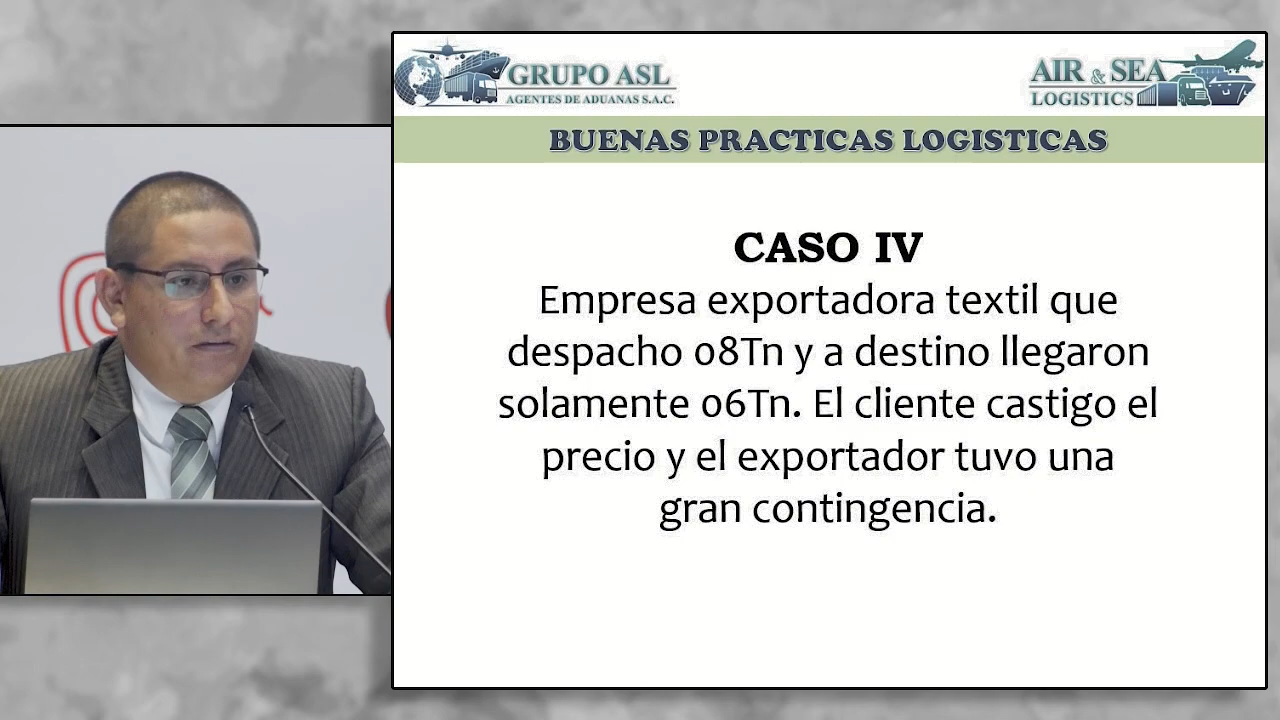 GRUPO ASL
AGENTES DE ADUANAS S.A.C.
AIR & SEA
LOGISTICS
BUENAS PRACTICAS LOGISTICAS
CASO IV
Empresa exportadora textil que
despacho 08Tn y a destino llegaron
solamente 06Tn. El cliente castigo el
precio y el exportador tuvo una
gran contingencia.